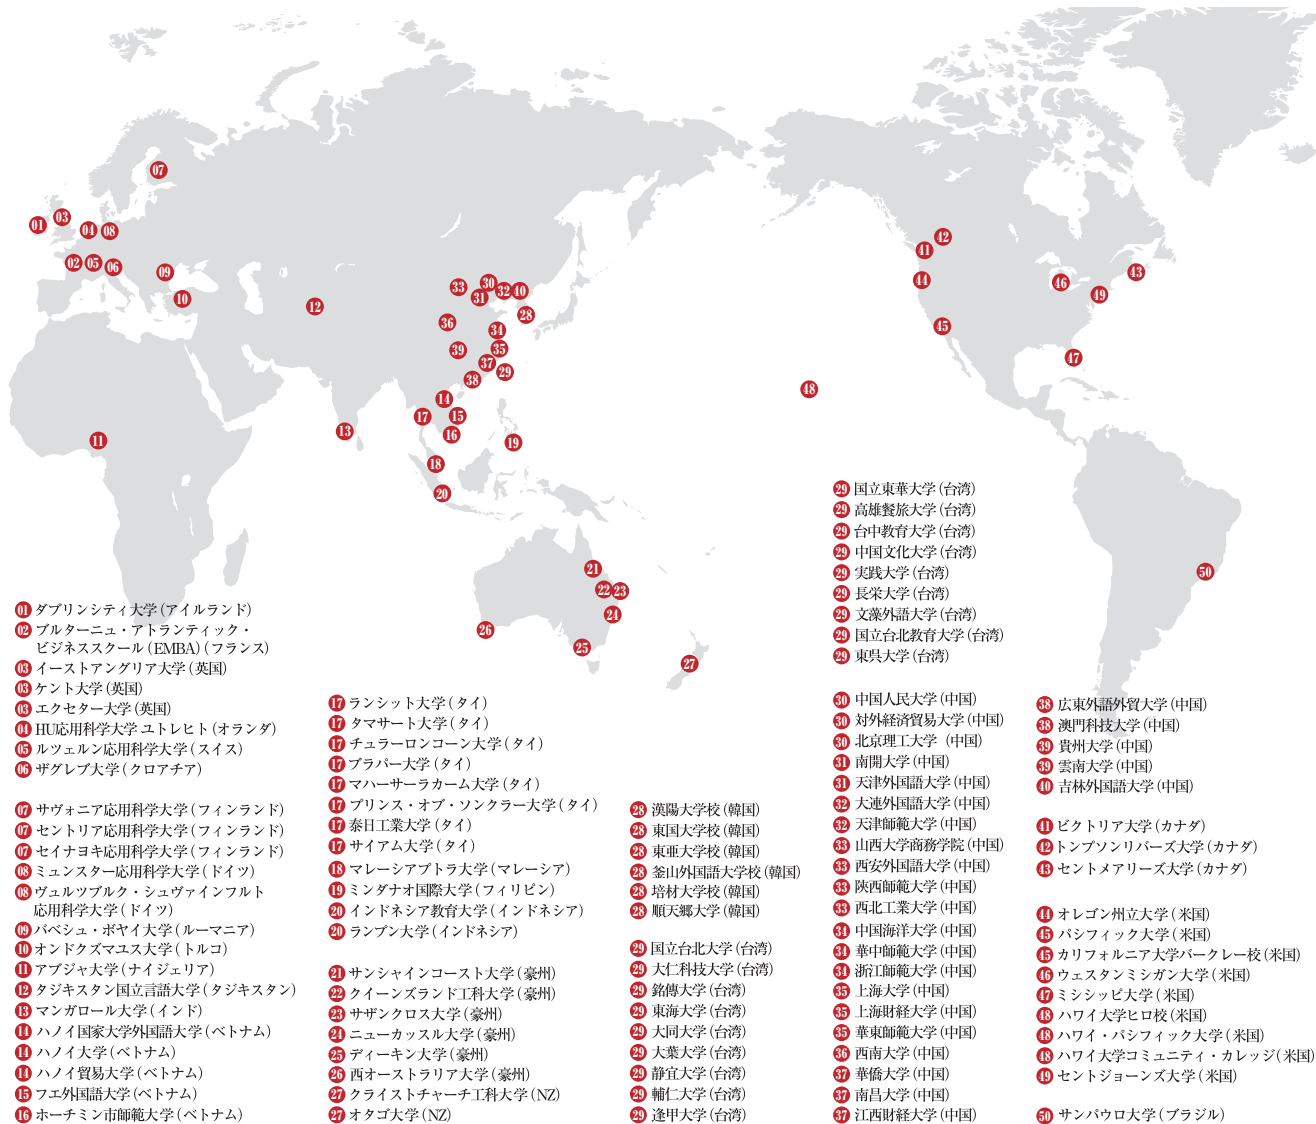 07
01
03
04
08
02
05
06
09
10
12
33
30
31
32
40
28
36
34
39
35
37
29
38
14
17
15
16
13
11
19
18
20
21
22
23
24
26
25
27
42
41
44
43
46
49
45
47
48
50
01 ダブリンシティ大学(アイルランド)
02 ブルターニュ・アトランティック・
ビジネススクール(EMBA)(フランス)
03 イーストアングリア大学(英国)
03 ケント大学(英国)
03 エクセター大学(英国)
04 HU応用科学大学 ユトレヒト(オランダ)
05 ルツェルン応用科学大学(スイス)
06 ザグレブ大学(クロアチア)
07 サヴォニア応用科学大学(フィンランド)
07 セントリア応用科学大学(フィンランド)
07 セイナヨキ応用科学大学(フィンランド)
08 ミュンスター応用科学大学(ドイツ)
08 ヴュルツブルク・シュヴァインフルト
応用科学大学(ドイツ)
09 バベシュ・ボヤイ大学(ルーマニア)
10 オンドクズマユス大学(トルコ)
11 アブジャ大学(ナイジェリア)
12 タジキスタン国立言語大学(タジキスタン)
13 マンガロール大学(インド)
14 ハノイ国家大学外国語大学(ベトナム)
14 ハノイ大学(ベトナム)
14 ハノイ貿易大学(ベトナム)
15 フエ外国語大学(ベトナム)
16 ホーチミン市師範大学(ベトナム)
17 ランシット大学(タイ)
17 タマサート大学(タイ)
17 チュラーロンコーン大学(タイ)
17 ブラパー大学(タイ)
17 マハーサーラカーム大学(タイ)
17 プリンス・オブ・ソンクラー大学(タイ)
17 泰日工業大学(タイ)
17 サイアム大学(タイ)
18 マレーシアプトラ大学(マレーシア)
19 ミンダナオ国際大学(フィリピン)
20 インドネシア教育大学(インドネシア)
20 ランプン大学(インドネシア)
21 サンシャインコースト大学(豪州)
22 クイーンズランド工科大学(豪州)
23 サザンクロス大学(豪州)
24 ニューカッスル大学(豪州)
25 ディーキン大学(豪州)
26 西オーストラリア大学(豪州)
27 クライストチャーチ工科大学(NZ)
27 オタゴ大学(NZ)
28 漢陽大学校(韓国)
28 東国大学校(韓国)
28 東亜大学校(韓国)
28 釜山外国語大学校(韓国)
28 培材大学校(韓国)
28 順天郷大学(韓国)
29 国立台北大学(台湾)
29 大仁科技大学(台湾)
29 銘傳大学(台湾)
29 東海大学(台湾)
29 大同大学(台湾)
29 大葉大学(台湾)
29 静宜大学(台湾)
29 輔仁大学(台湾)
29 逢甲大学(台湾)
29 国立東華大学(台湾)
29 高雄餐旅大学(台湾)
29 台中教育大学(台湾)
29 中国文化大学(台湾)
29 実践大学(台湾)
29 長栄大学(台湾)
29 文藻外語大学(台湾)
29 国立台北教育大学(台湾)
29 東呉大学(台湾)
30 中国人民大学(中国)
30 対外経済貿易大学(中国)
30 北京理工大学 (中国)
31 南開大学(中国)
31 天津外国語大学(中国)
32 大連外国語大学(中国)
32 天津師範大学(中国)
33 山西大学商務学院(中国)
33 西安外国語大学(中国)
33 陝西師範大学(中国)
33 西北工業大学(中国)
34 中国海洋大学(中国)
34 華中師範大学(中国)
34 浙江師範大学(中国)
35 上海大学(中国)
35 上海財経大学(中国)
35 華東師範大学(中国)
36 西南大学(中国)
37 華僑大学(中国)
37 南昌大学(中国)
37 江西財経大学(中国)
38 広東外語外貿大学(中国)
38 澳門科技大学(中国)
39 貴州大学(中国)
39 雲南大学(中国)
40 吉林外国語大学(中国)
41 ビクトリア大学(カナダ)
42 トンプソンリバーズ大学(カナダ)
43 セントメアリーズ大学(カナダ)
44 オレゴン州立大学(米国)
45 パシフィック大学(米国)
45 カリフォルニア大学バークレー校(米国)
46 ウェスタンミシガン大学(米国)
47 ミシシッピ大学(米国)
48 ハワイ大学ヒロ校(米国)
48 ハワイ・パシフィック大学(米国)
48 ハワイ大学コミュニティ・カレッジ(米国)
49 セントジョーンズ大学(米国)
50 サンパウロ大学(ブラジル)